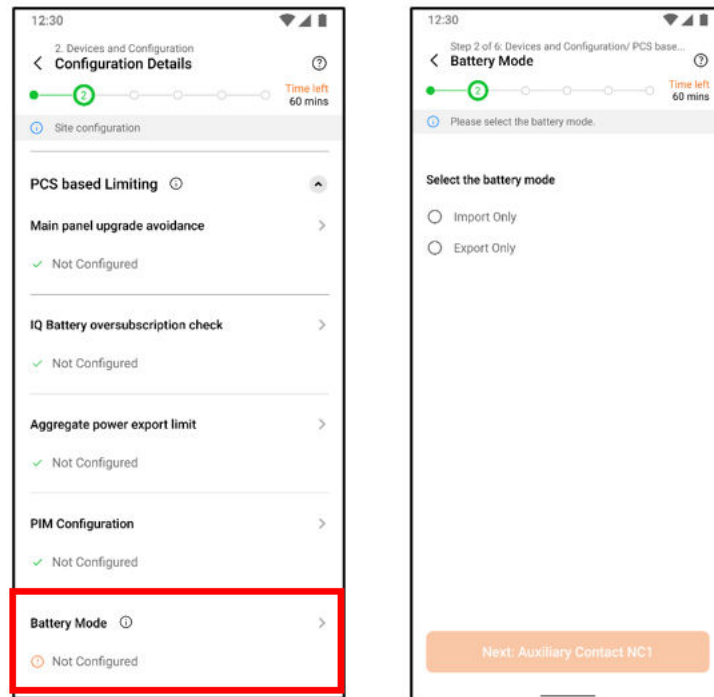 12:30
2. Devices and Configuration
Configuration Details
2
Time left
60 mins
Site configuration
PCS based Limiting
Main panel upgrade avoidance
Not Configured
IQ Battery oversubscription check
Not Configured
Aggregate power export limit
Not Configured
PIM Configuration
Not Configured
Battery Mode
Not Configured
12:30
Step 2 of 6: Devices and Configuration/ PCS base...
Battery Mode
2
Time left
60 mins
Please select the battery mode.
Select the battery mode
Import Only
Export Only
Next: Auxiliary Contact NC1